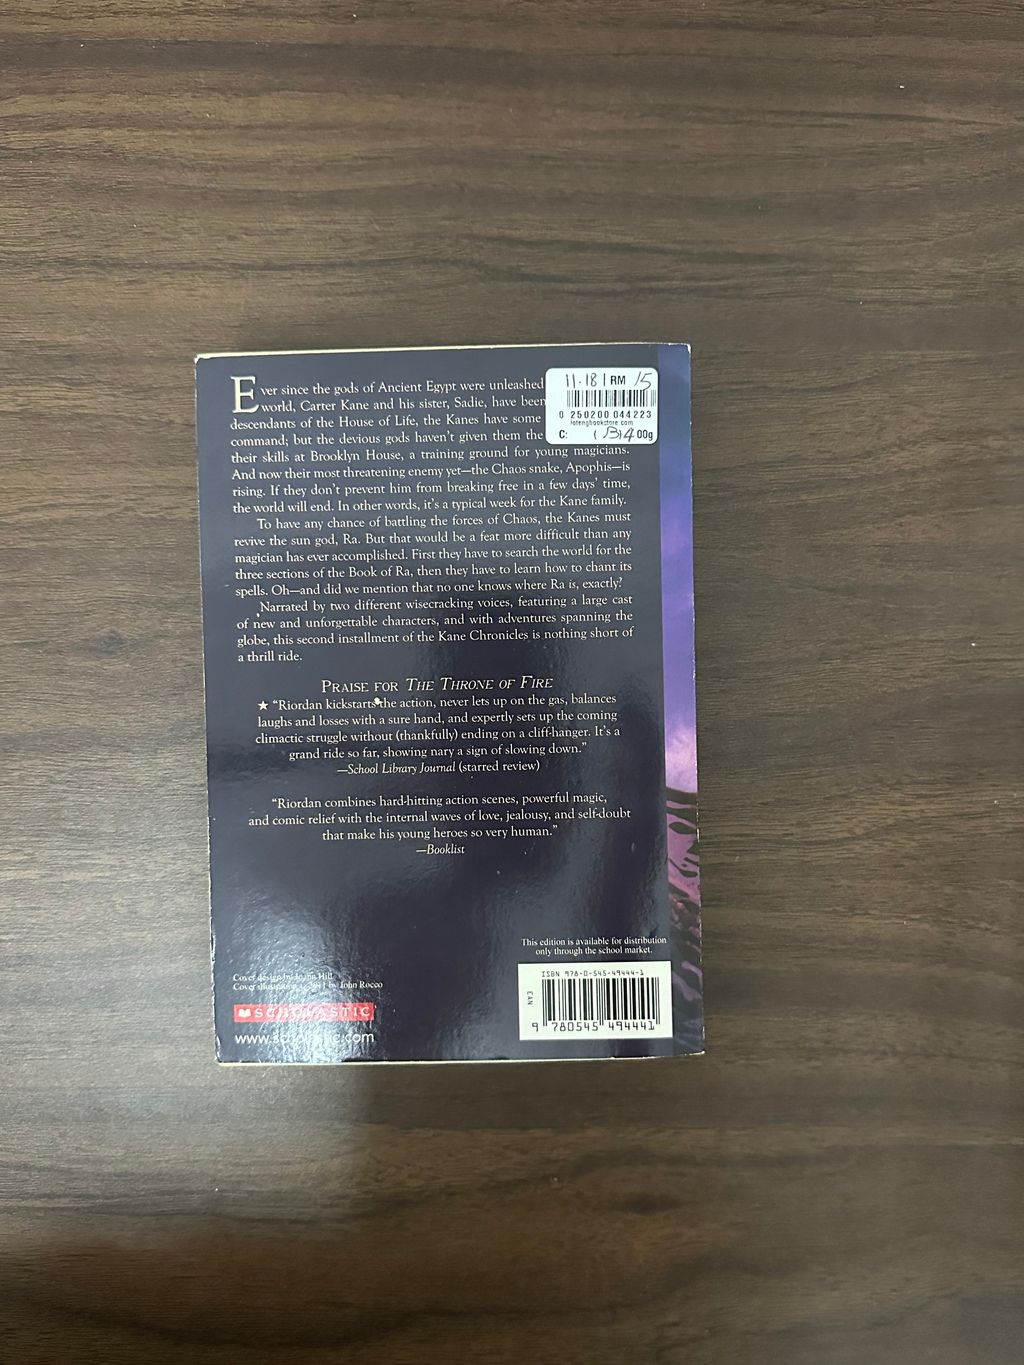 Ever since the gods of Ancient Egypt were unleashed
world, Carter Kane and his sister, Sadie, have been
descendants of the House of Life, the Kanes have some
command; but the devious gods haven't given them the
their skills at Brooklyn House, a training ground for young magicians.
And now their most threatening enemy yet—the Chaos snake, Apophis—is
rising. If they don't prevent him from breaking free in a few days' time,
the world will end. In other words, it's a typical week for the Kane family.
To have any chance of battling the forces of Chaos, the Kanes must
revive the sun god, Ra. But that would be a feat more difficult than any
magician has ever accomplished. First they have to search the world for the
three sections of the Book of Ra, then they have to learn how to chant its
spells. Oh—and did we mention that no one knows where Ra is, exactly?
Narrated by two different wisecracking voices, featuring a large cast
of new and unforgettable characters, and with adventures spanning the
globe, this second installment of the Kane Chronicles is nothing short of
a thrill ride.
11.18 | RM 15
0 250200 044223
C: (B)4 00g
PRAISE FOR THE THRONE OF FIRE
★ "Riordan kickstarts the action, never lets up on the gas, balances
laughs and losses with a sure hand, and expertly sets up the coming
climactic struggle without (thankfully) ending on a cliff-hanger. It's a
grand ride so far, showing nary a sign of slowing down."
—School Library Journal (starred review)
"Riordan combines hard-hitting action scenes, powerful magic,
and comic relief with the internal waves of love, jealousy, and self-doubt
that make his young heroes so very human."
—Booklist
This edition is available for distribution
only through the school market.
Cover design by Hill
Cover illustration by John Rocco
SCHOLASTIC
www.scholastic.com
ISBN 978-0-545-49444-1
EAN
9 780545 494441